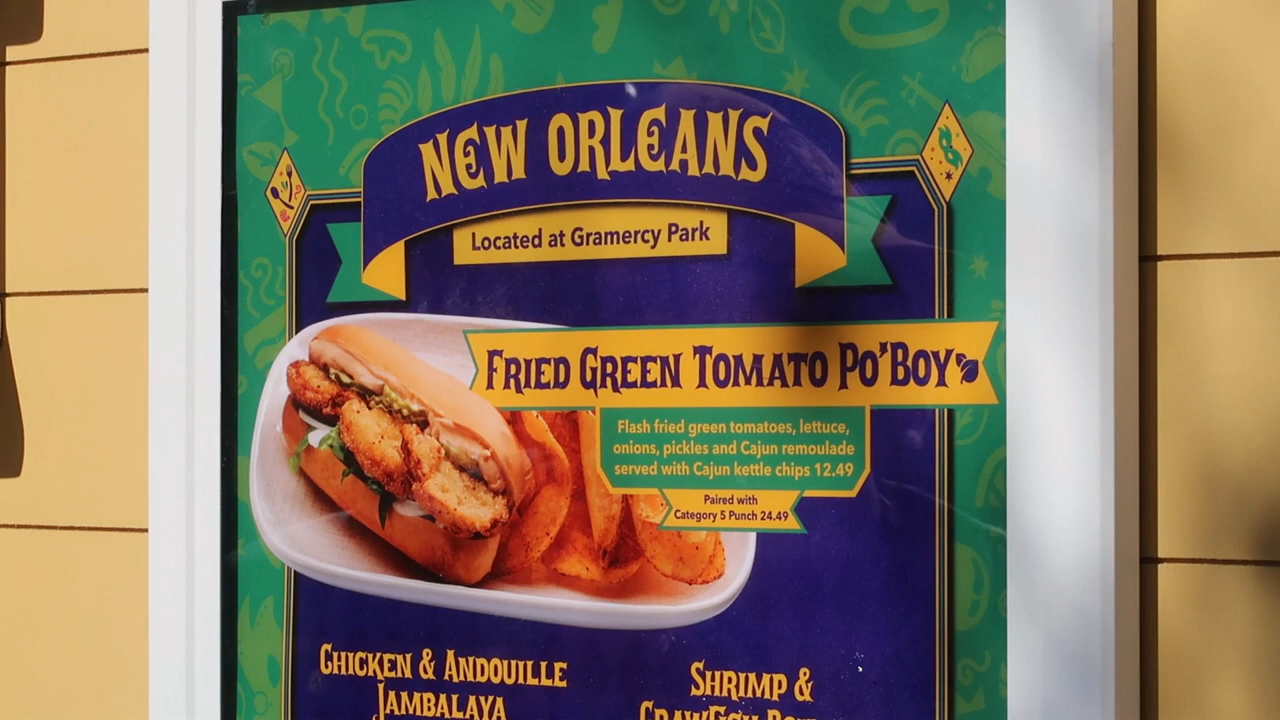 NEW ORLEANS
Located at Gramercy Park
FRIED GREEN TOMATO PO'BOY
Flash fried green tomatoes, lettuce,
onions, pickles and Cajun remoulade
served with Cajun kettle chips 12.49
Paired with
Category 5 Punch 24.49
CHICKEN & ANDOUILLE
JAMBALAYA
SHRIMP &
CRAWFISH